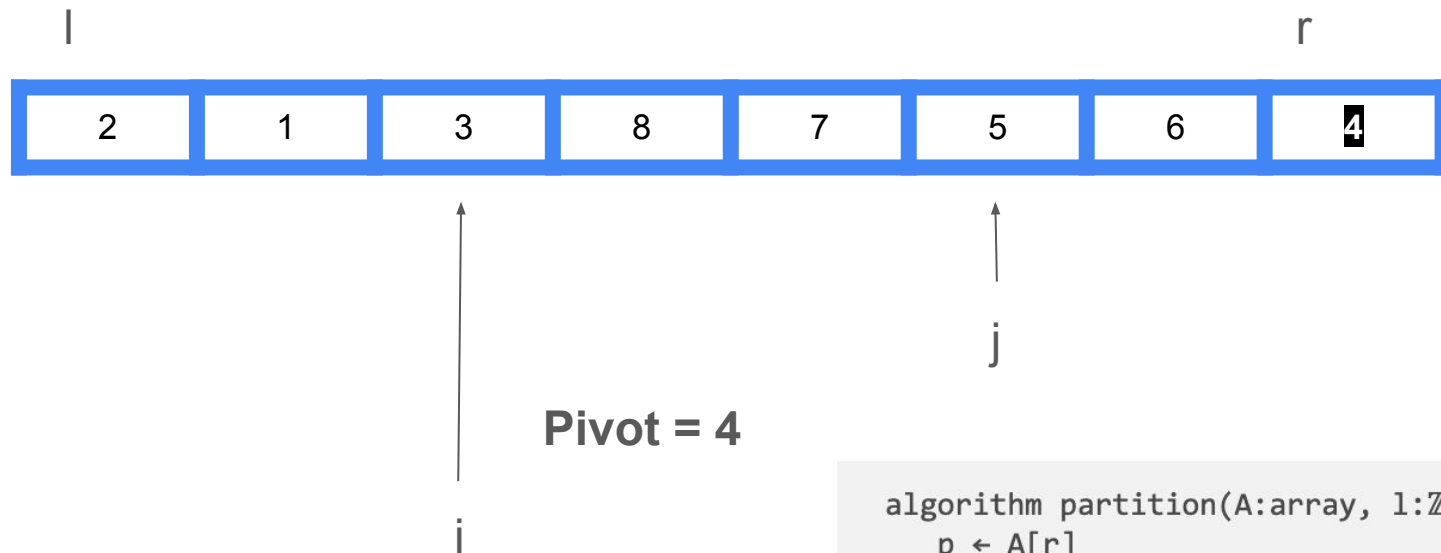 l r
2 1 3 8 7 5 6 4
j
Pivot = 4
algorithm partition(A:array, l:ℤ
i
p ← A[r]